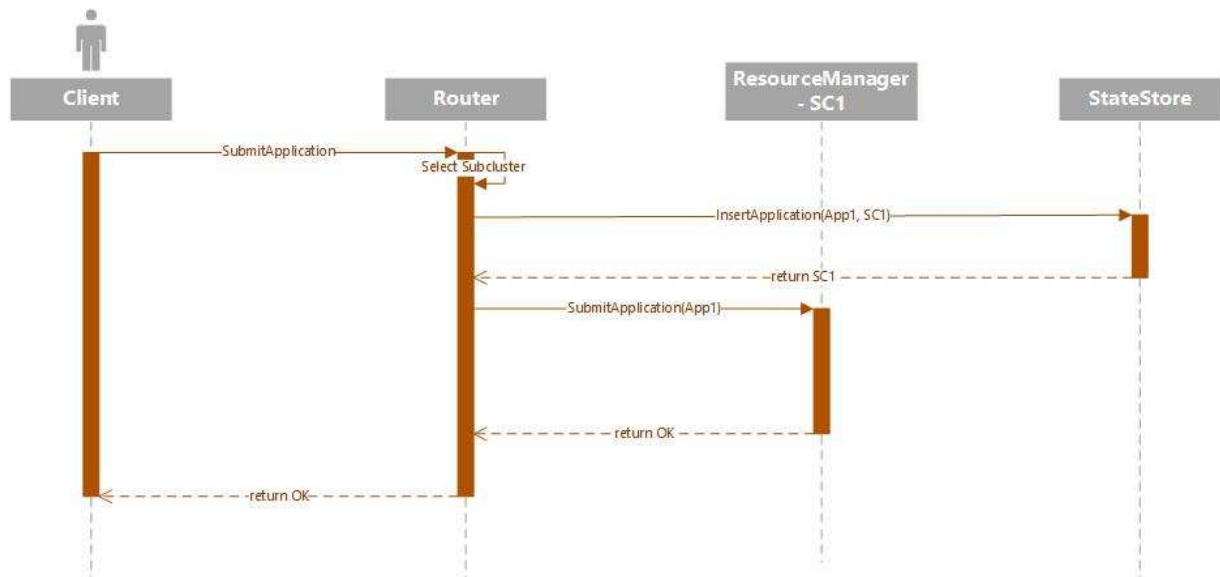 Client
Router
ResourceManager
- SC1
StateStore
SubmitApplication
Select Subcluster
InsertApplication(App1, SC1)
return SC1
SubmitApplication(App1)
return OK
return OK